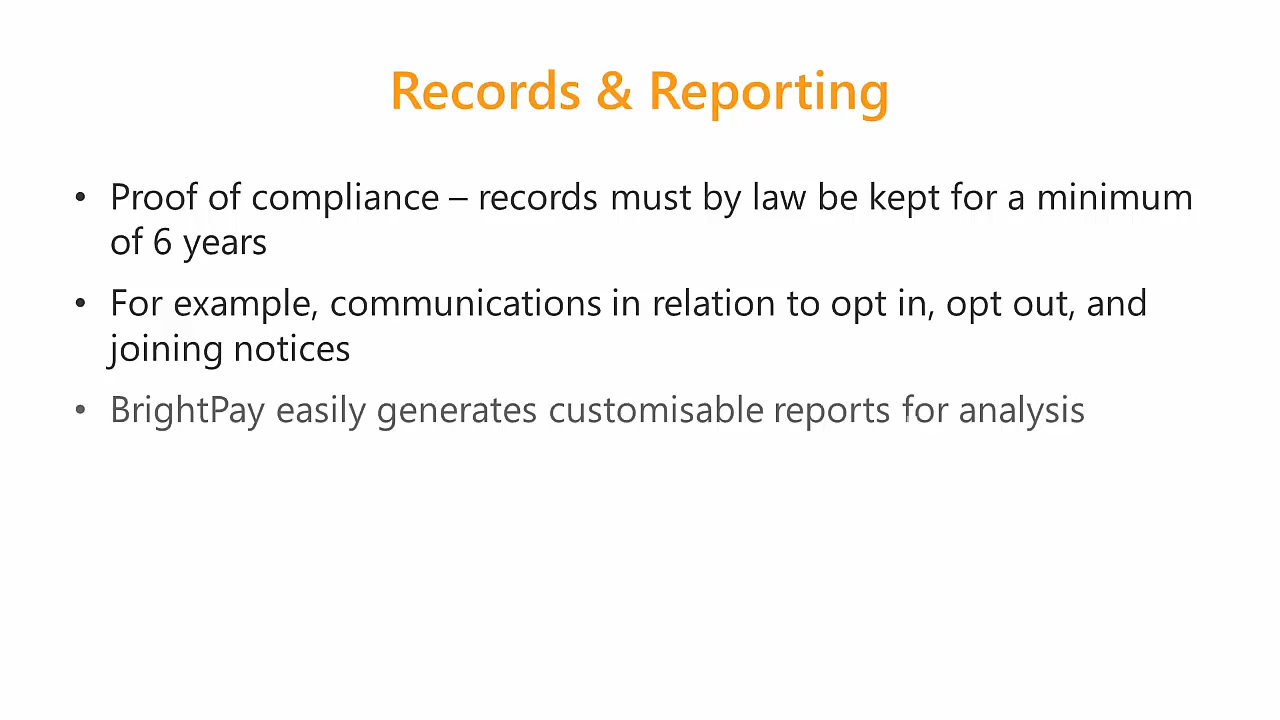 Records & Reporting
• Proof of compliance – records must by law be kept for a minimum
of 6 years
• For example, communications in relation to opt in, opt out, and
joining notices
• BrightPay easily generates customisable reports for analysis